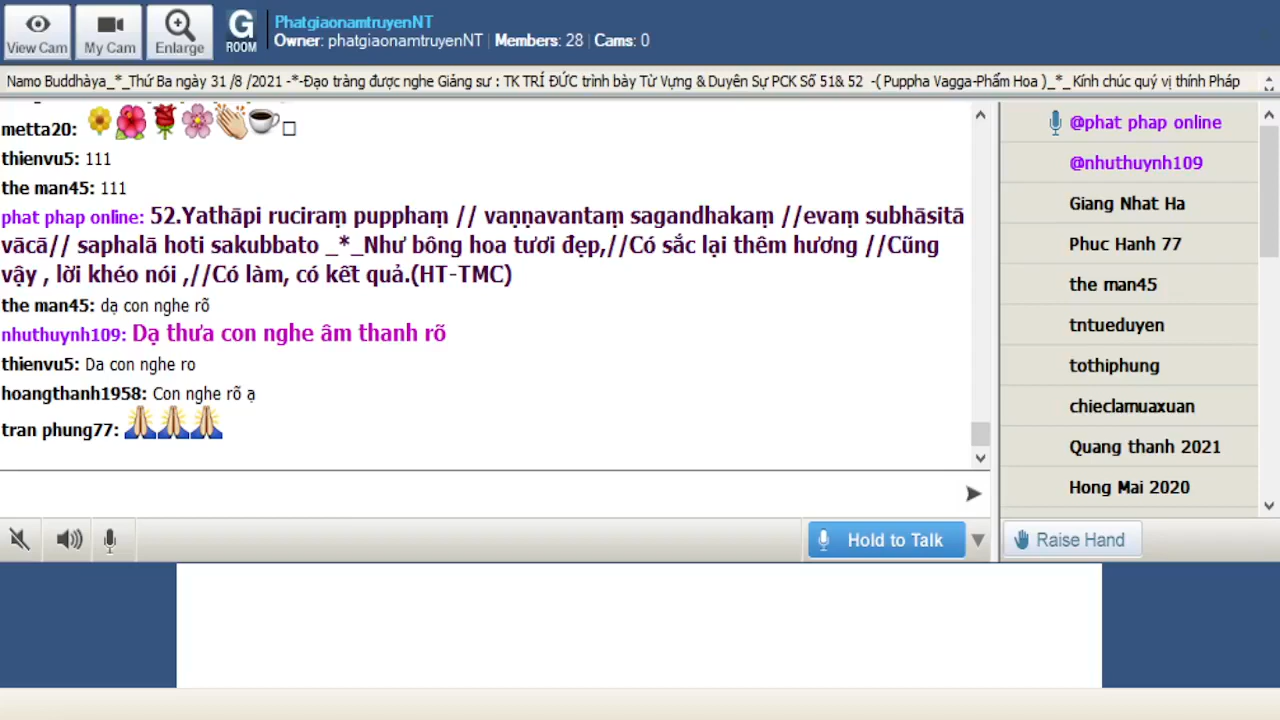 View Cam
My Cam
Enlarge
G
ROOM
PhatgiaonamtruyenNT
Owner: phatgiaonamtruyenNT | Members: 28 | Cams: 0
Namo Buddhàya_*_Thứ Ba ngày 31 /8 /2021 -*-Đạo tràng được nghe Giảng sư : TK TRÍ ĐỨC trình bày Từ Vựng & Duyên Sự PCK Số 51& 52 -( Puppha Vagga-Phẩm Hoa )_*_ Kính chúc quý vị thính Pháp
metta20:
thienvu5: 111
the man45: 111
phat phap online: 52.Yathāpi ruciraṃ pupphaṃ // vaṇṇavantaṃ sagandhakaṃ //evaṃ subhāsitā
vācā// saphalā hoti sakubbato _*_Như bông hoa tươi đẹp,//Có sắc lại thêm hương //Cũng
vậy , lời khéo nói ,//Có làm, có kết quả.(HT-TMC)
the man45: dạ con nghe rõ
nhuthuynh109: Dạ thưa con nghe âm thanh rõ
thienvu5: Da con nghe ro
hoangthanh1958: Con nghe rõ ạ
tran phung77:
Hold to Talk
@phat phap online
@nhuthuynh109
Giang Nhat Ha
Phuc Hanh 77
the man45
tntueduyen
tothiphung
chieclamuaxuan
Quang thanh 2021
Hong Mai 2020
Raise Hand